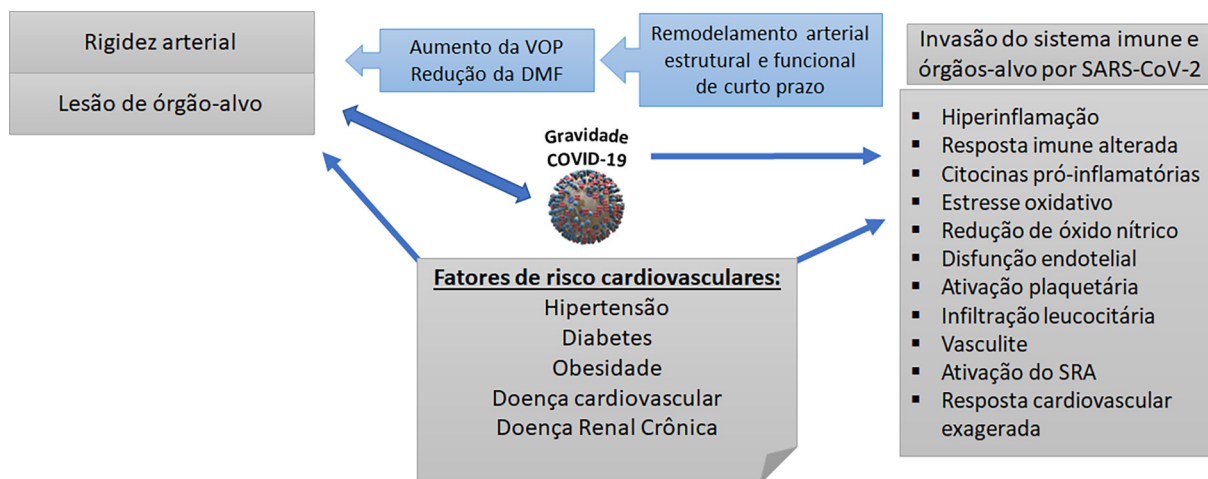 Rigidez arterial
Lesão de órgão-alvo
Aumento da VOP
Redução da DMF
Remodelamento arterial
estrutural e funcional
de curto prazo
Invasão do sistema imune e
órgãos-alvo por SARS-CoV-2
▪ Hiperinflamação
▪ Resposta imune alterada
▪ Citocinas pró-inflamatórias
▪ Estresse oxidativo
▪ Redução de óxido nítrico
▪ Disfunção endotelial
▪ Ativação plaquetária
▪ Infiltração leucocitária
▪ Vasculite
▪ Ativação do SRA
▪ Resposta cardiovascular
exagerada
Gravidade
COVID-19
Fatores de risco cardiovasculares:
Hipertensão
Diabetes
Obesidade
Doença cardiovascular
Doença Renal Crônica